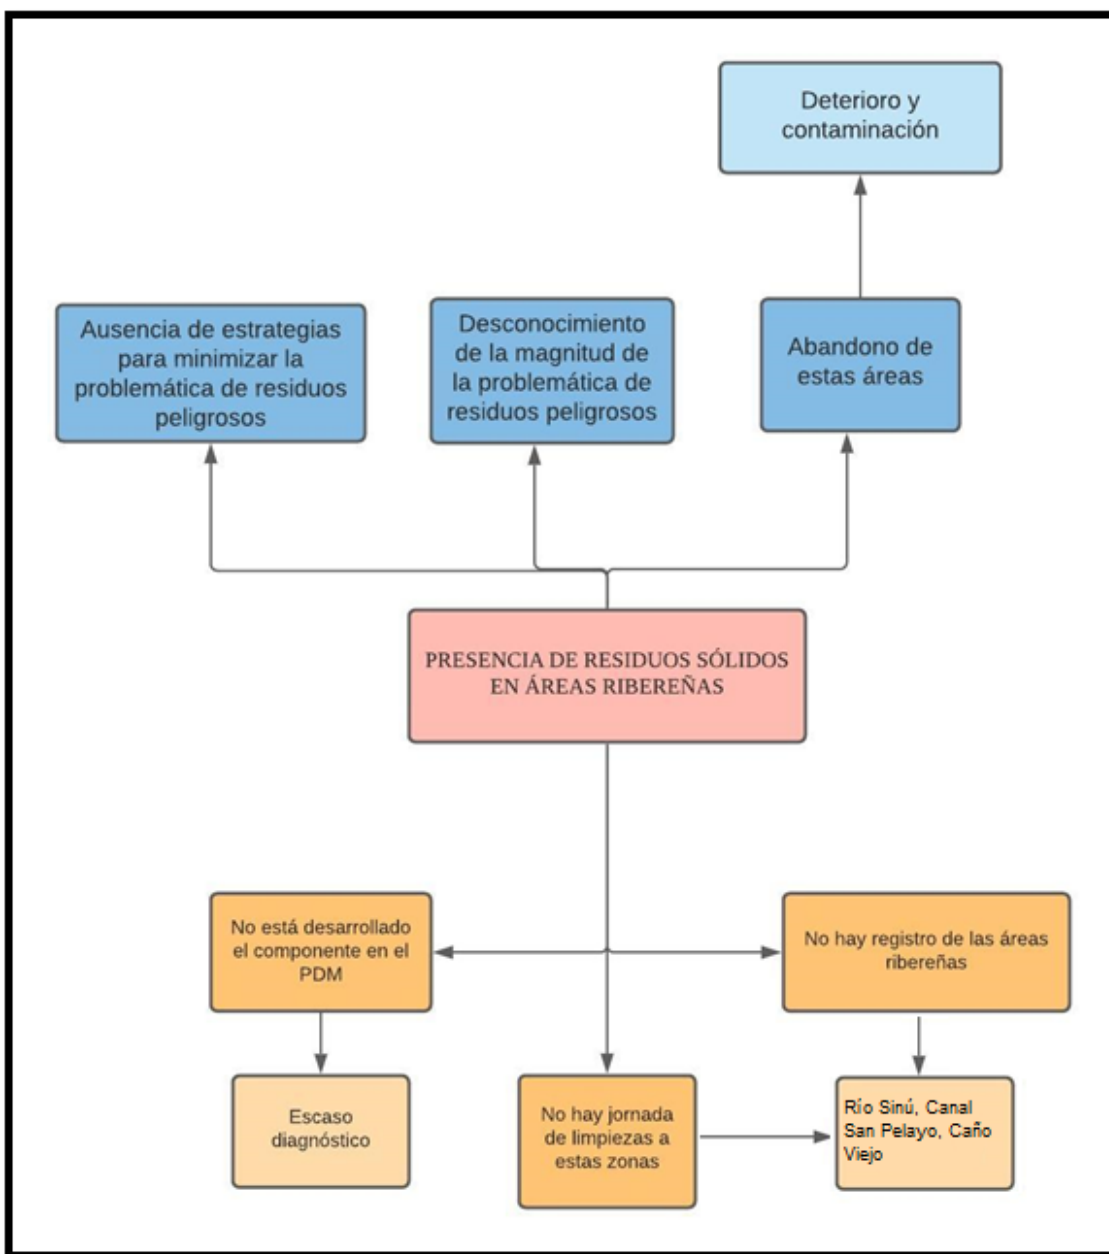 Deterioro y
contaminación
Ausencia de estrategias
para minimizar la
problemática de residuos
peligrosos
Desconocimiento
de la magnitud de
la problemática de
residuos peligrosos
Abandono de
estas áreas
PRESENCIA DE RESIDUOS SÓLIDOS
EN ÁREAS RIBEREÑAS
No está desarrollado
el componente en el
PDM
No hay registro de las áreas
ribereñas
Escaso
diagnóstico
No hay jornada
de limpiezas a
estas zonas
Río Sinú, Canal
San Pelayo, Caño
Viejo